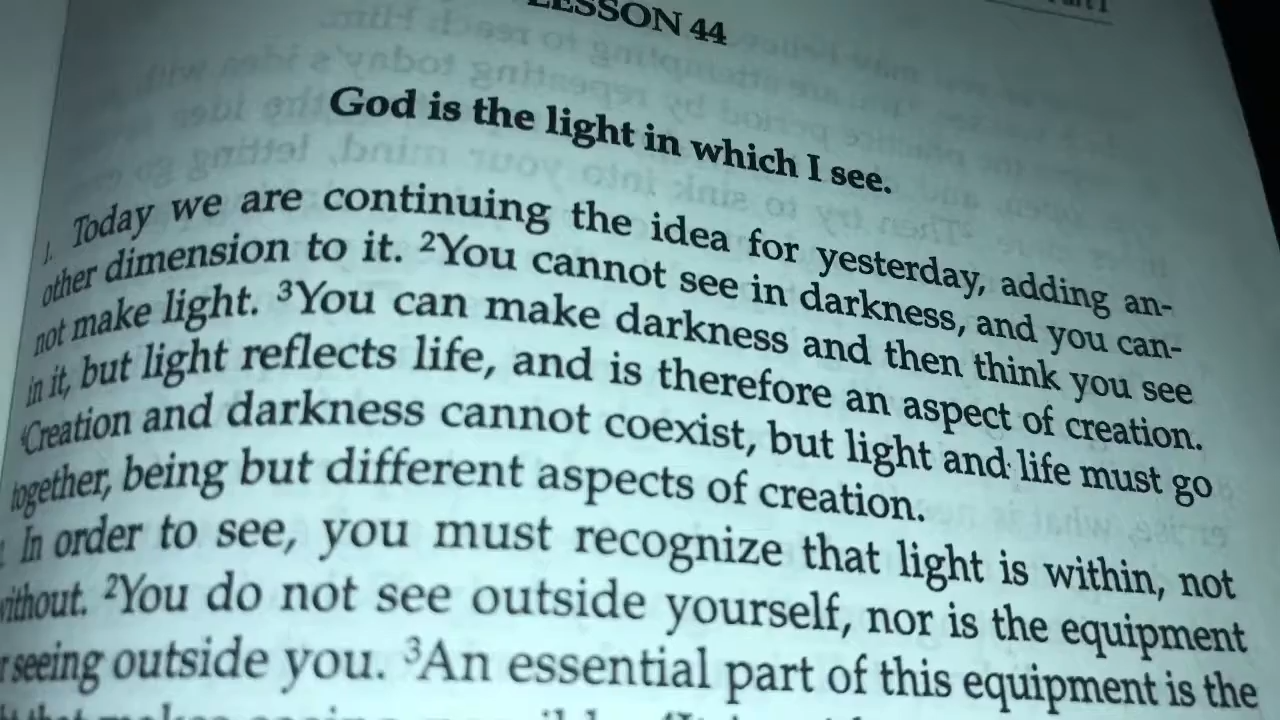 LESSON 44
God is the light in which I see.
1. Today we are continuing the idea for yesterday, adding an-
other dimension to it. ²You cannot see in darkness, and you can-
not make light. ³You can make darkness and then think you see
in it, but light reflects life, and is therefore an aspect of creation.
⁴Creation and darkness cannot coexist, but light and life must go
together, being but different aspects of creation.
In order to see, you must recognize that light is within, not
without. ²You do not see outside yourself, nor is the equipment
seeing outside you. ³An essential part of this equipment is the